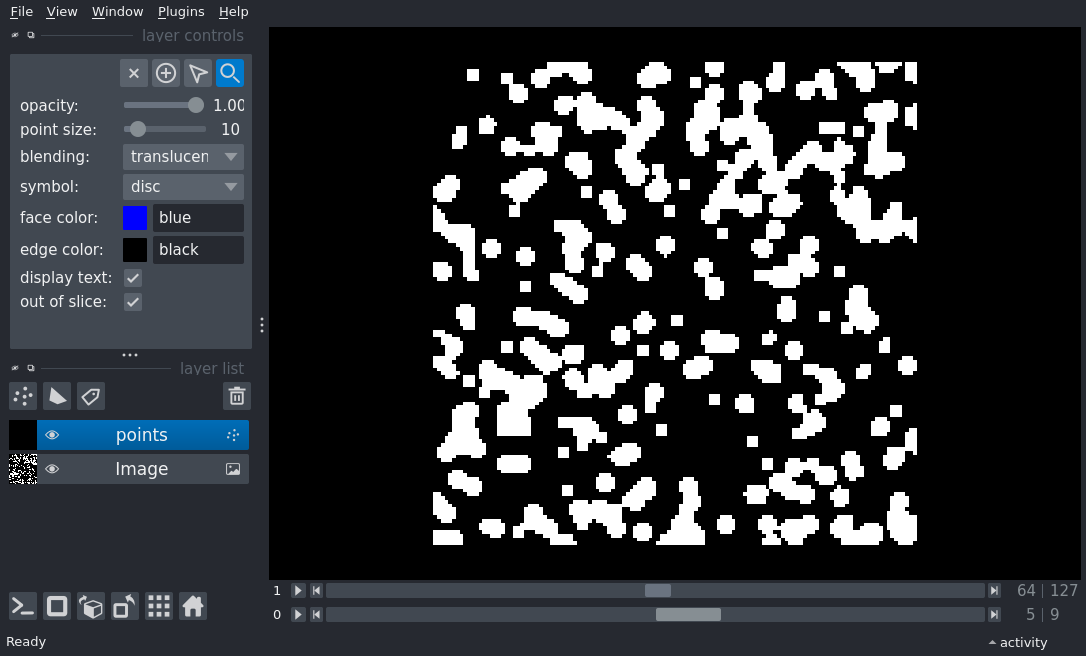 File View Window Plugins Help
layer controls
opacity: 1.00
point size: 10
blending: translucen
symbol: disc
face color: blue
edge color: black
display text:
out of slice:
layer list
points
Image
1 64 127
0 5 9
Ready activity